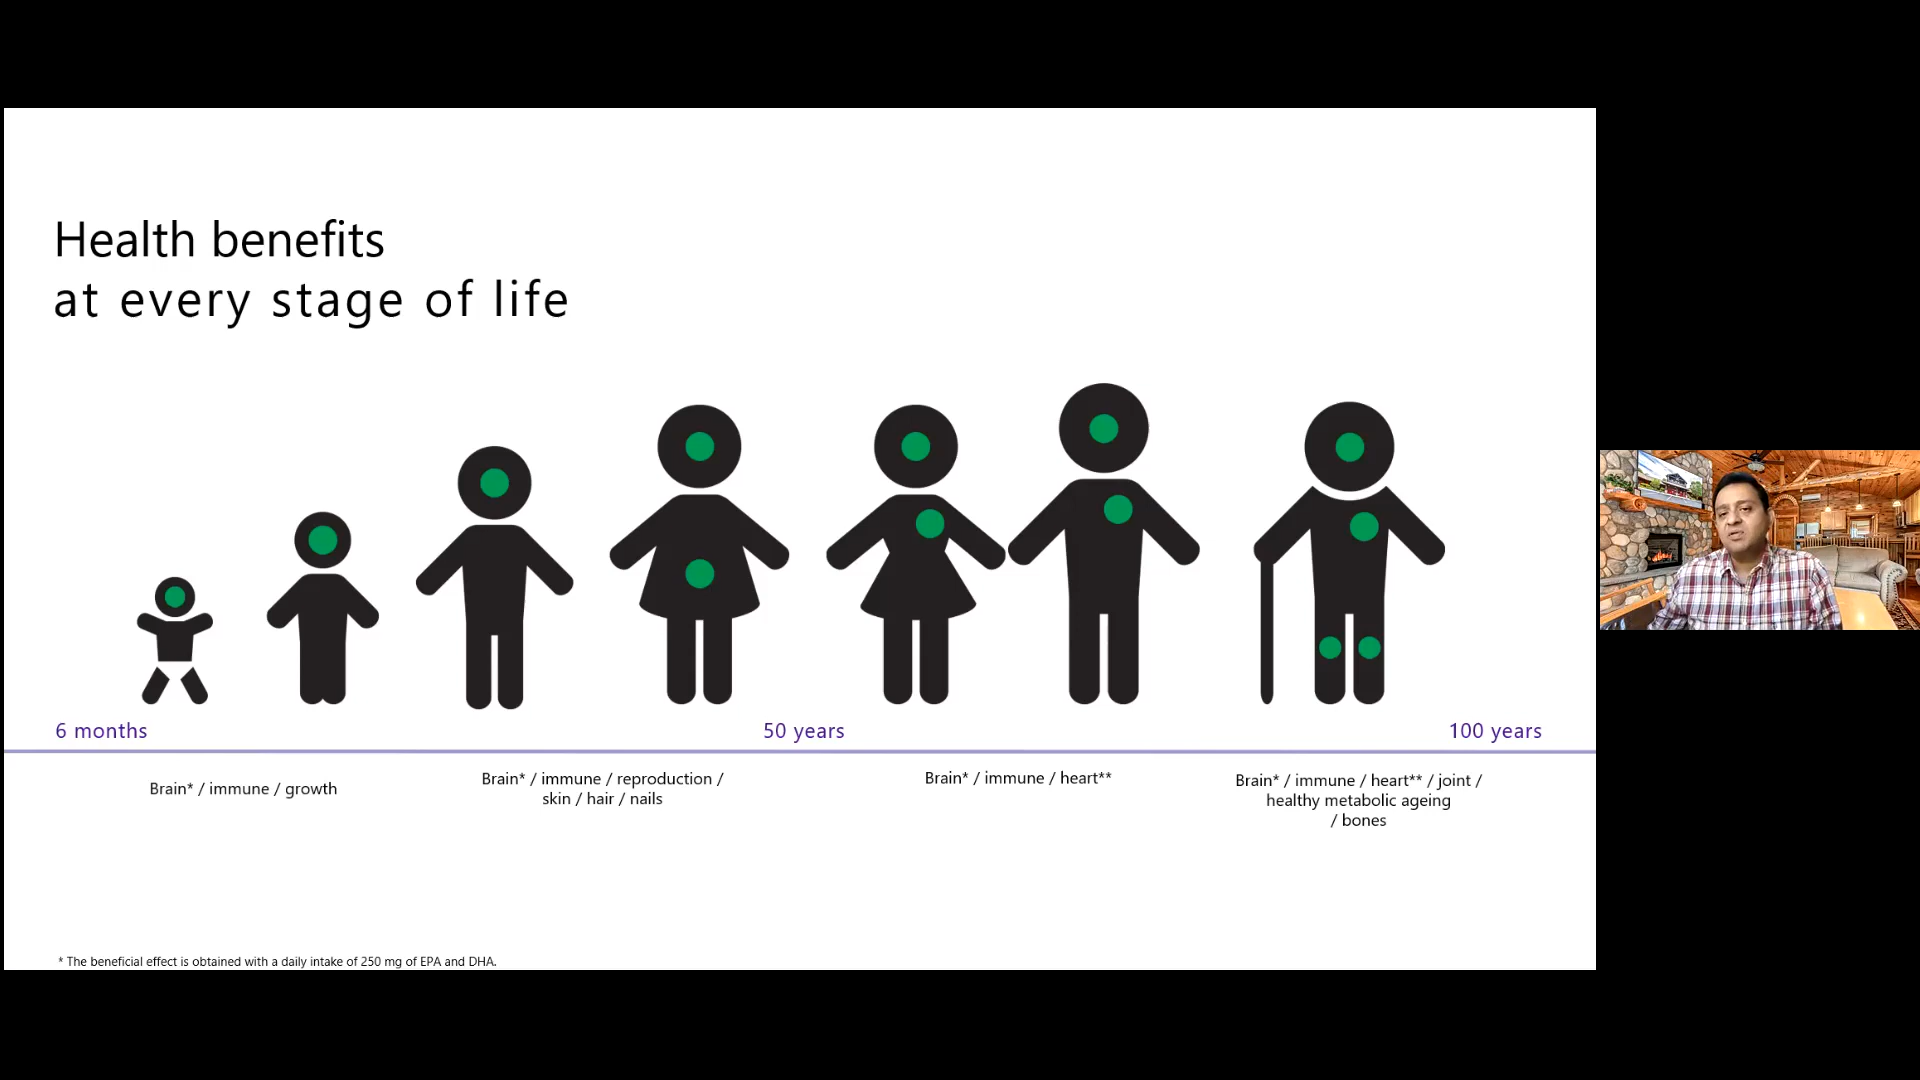 Health benefits
at every stage of life
6 months
50 years
100 years
Brain* / immune / growth
Brain* / immune / reproduction /
skin / hair / nails
Brain* / immune / heart**
Brain* / immune / heart** / joint /
healthy metabolic ageing
/ bones
* The beneficial effect is obtained with a daily intake of 250 mg of EPA and DHA.